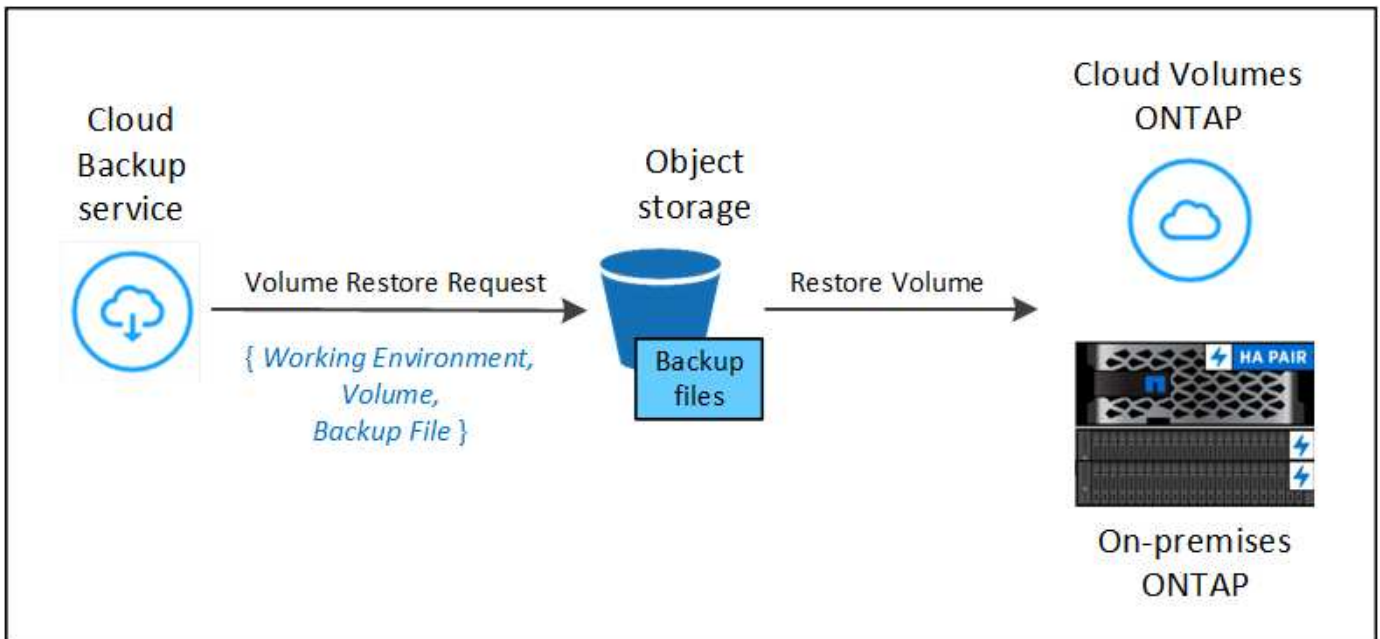 Cloud
Backup
service
Volume Restore Request
{ Working Environment,
Volume,
Backup File }
Object
storage
Backup
files
Restore Volume
Cloud Volumes
ONTAP
HA PAIR
On-premises
ONTAP